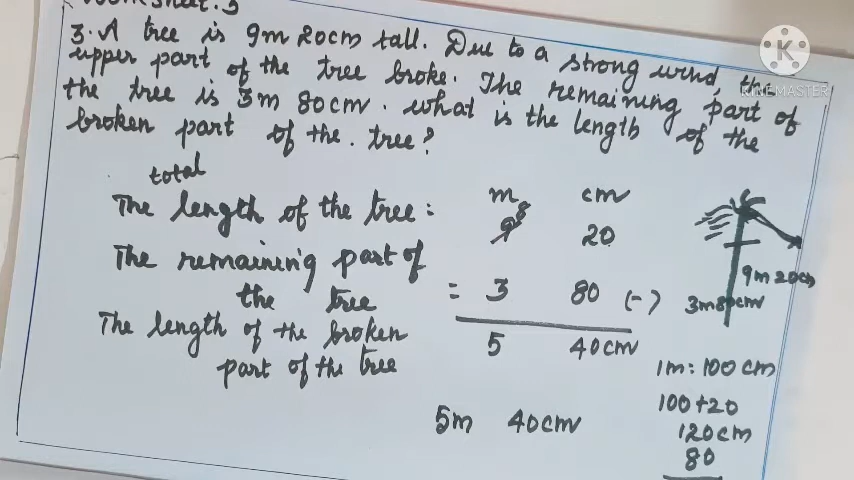 Worksheet.3
3. A tree is 9m 20cm tall. Due to a strong wind, the
upper part of the tree broke. The remaining part of
the tree is 3m 80cm. what is the length of the
broken part of the tree?
total
The length of the tree:
m cm
9 8 20
The remaining part of
the tree
= 3 80 (-)
The length of the broken
part of the tree
5 40cm
5m 40cm
9m 20cm
3m80cm
1m: 100cm
100+20
120cm
80
KINEMASTER